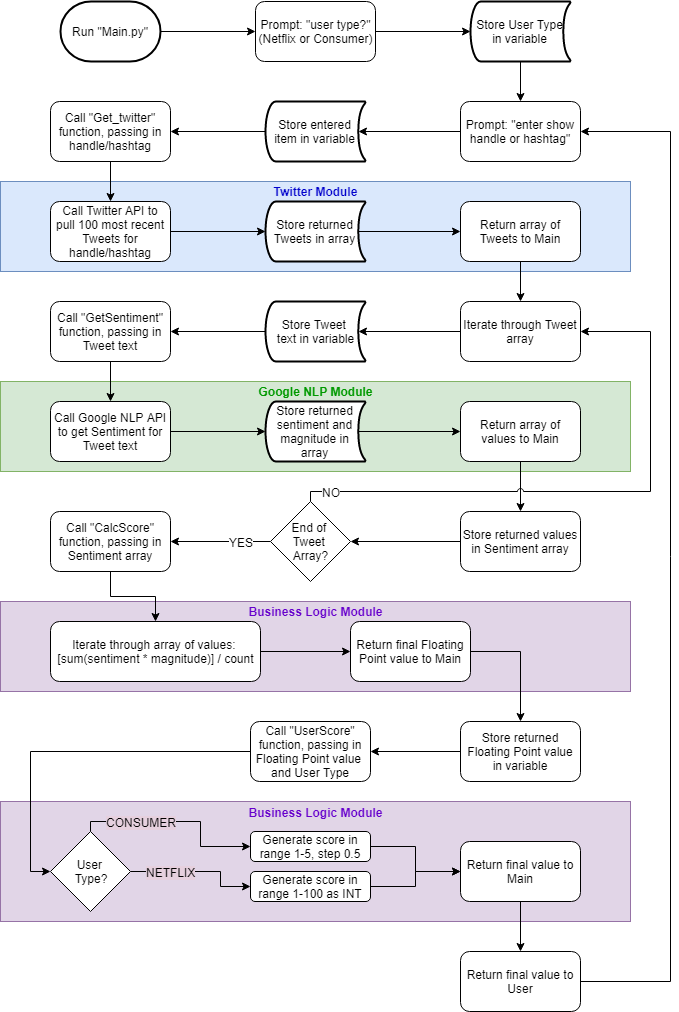 Run "Main.py"
Prompt: "user type?"
(Netflix or Consumer)
Store User Type
in variable
Call "Get_twitter"
function, passing in
handle/hashtag
Store entered
item in variable
Prompt: "enter show
handle or hashtag"
Twitter Module
Call Twitter API to
pull 100 most recent
Tweets for
handle/hashtag
Store returned
Tweets in array
Return array of
Tweets to Main
Call "GetSentiment"
function, passing in
Tweet text
Store Tweet
text in variable
Iterate through Tweet
array
Google NLP Module
Call Google NLP API
to get Sentiment for
Tweet text
Store returned
sentiment and
magnitude in
array
Return array of
values to Main
NO
Call "CalcScore"
function, passing in
Sentiment array
YES
End of
Tweet
Array?
Store returned values
in Sentiment array
Business Logic Module
Iterate through array of values:
[sum(sentiment * magnitude)] / count
Return final Floating
Point value to Main
Call "UserScore"
function, passing in
Floating Point value
and User Type
Store returned
Floating Point value
in variable
Business Logic Module
CONSUMER
User
Type?
NETFLIX
Generate score in
range 1-5, step 0.5
Generate score in
range 1-100 as INT
Return final value to
Main
Return final value to
User